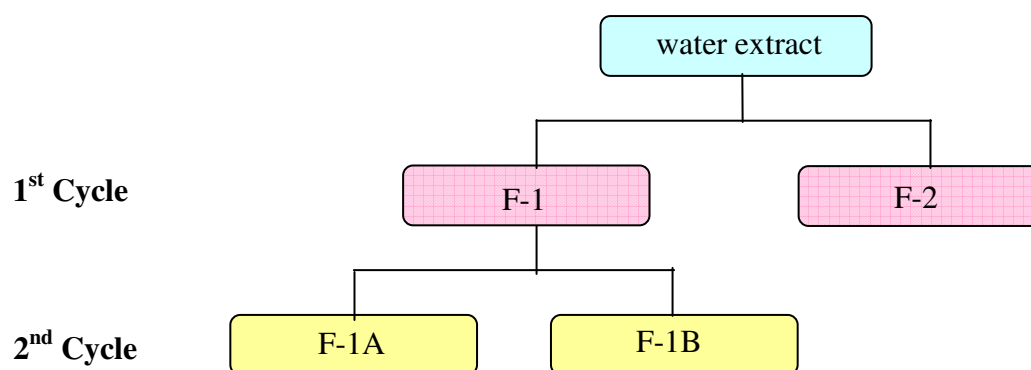 water extract
1st Cycle
F-1
F-2
2nd Cycle
F-1A
F-1B